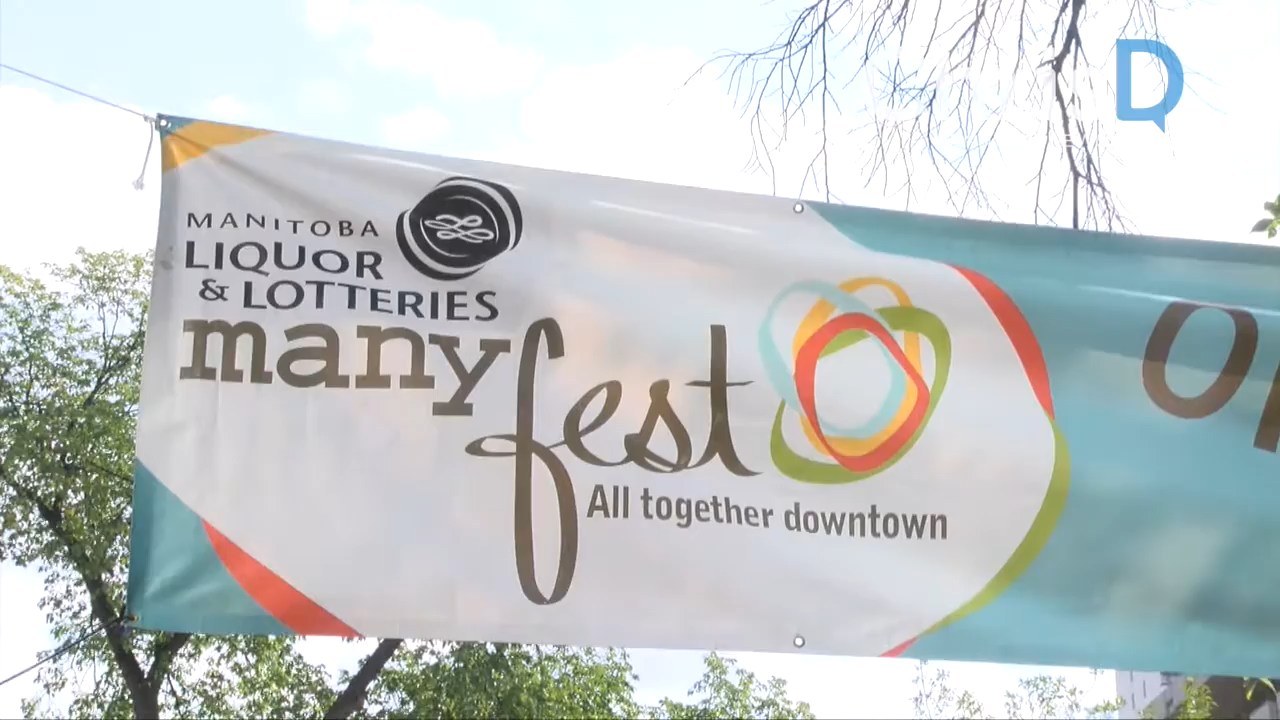 MANITOBA
LIQUOR
& LOTTERIES
manyfest
All together downtown
D